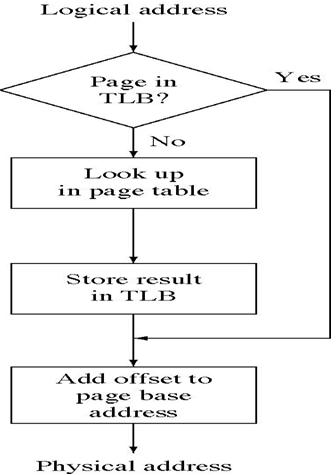 Logical address
Page in
TLB?
Yes
No
Look up
in page table
Store result
in TLB
Add offset to
page base
address
Physical address